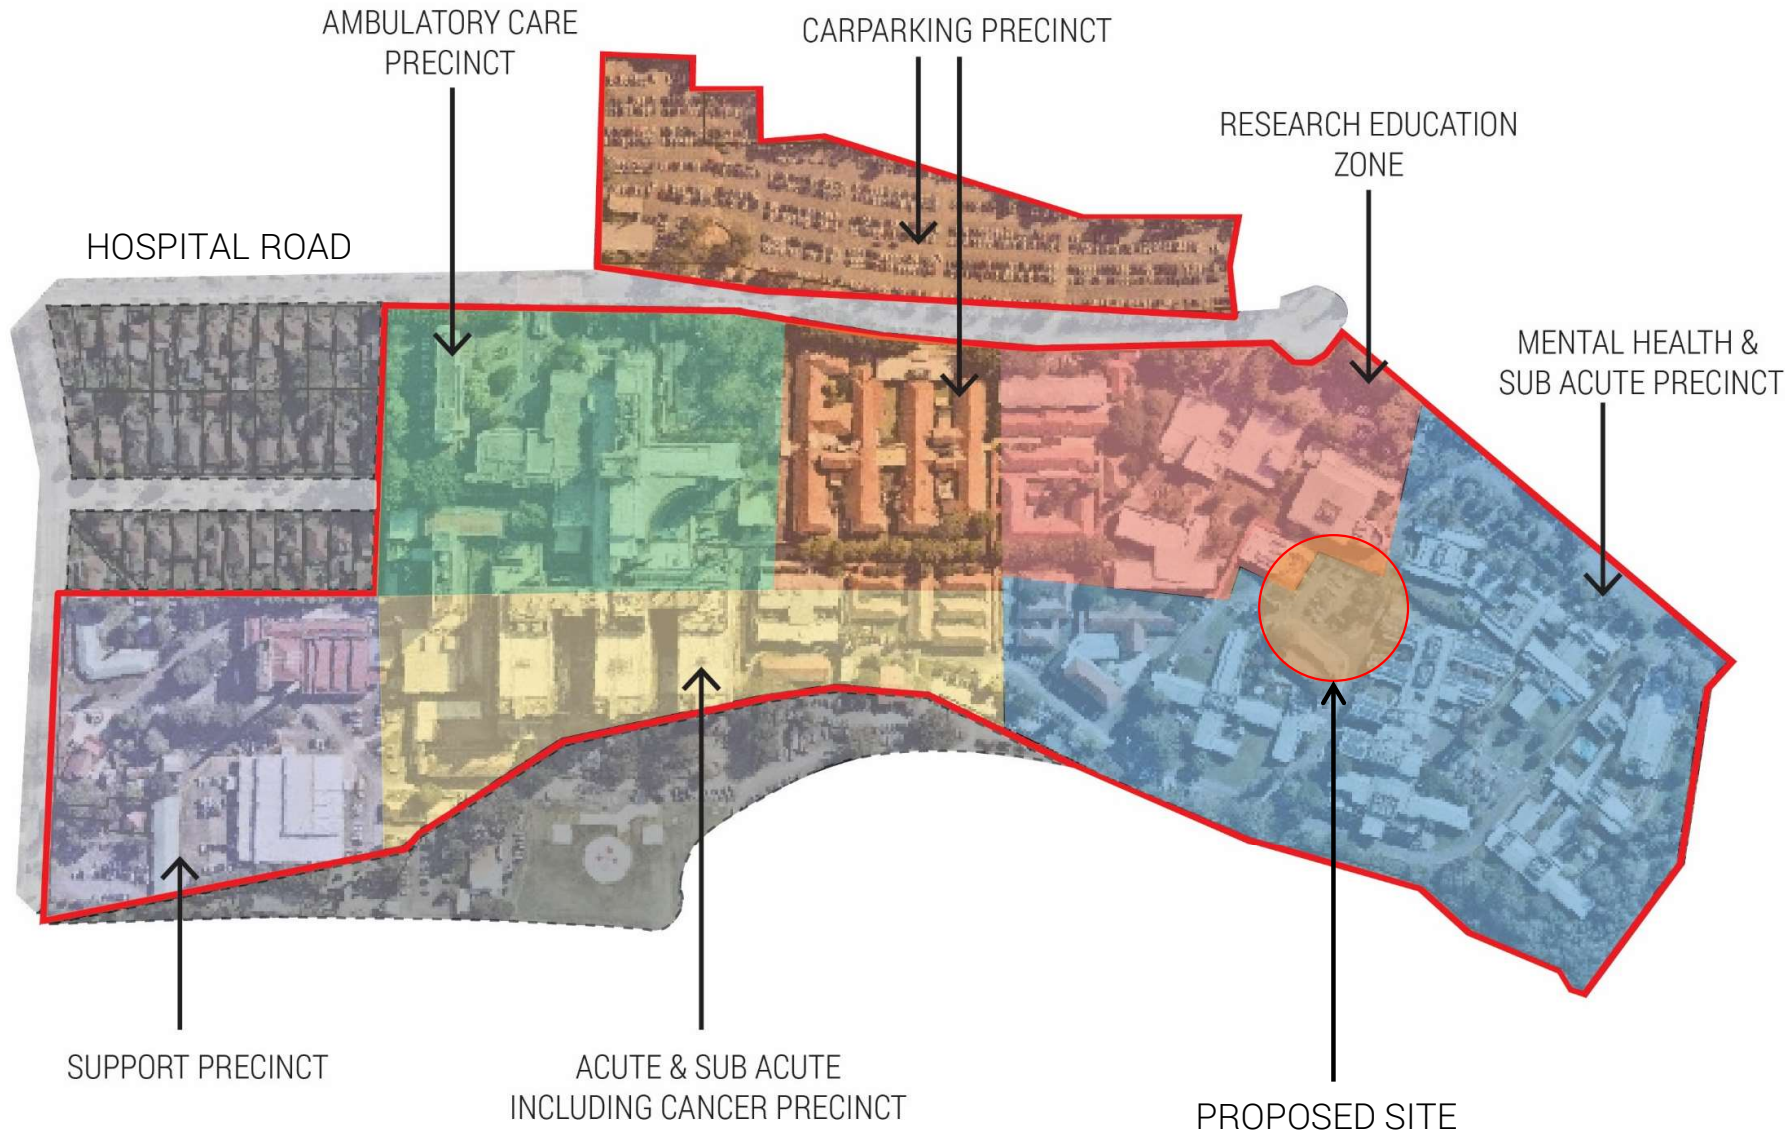 AMBULATORY CARE
PRECINCT
CARPARKING PRECINCT
RESEARCH EDUCATION
ZONE
HOSPITAL ROAD
MENTAL HEALTH &
SUB ACUTE PRECINCT
SUPPORT PRECINCT
ACUTE & SUB ACUTE
INCLUDING CANCER PRECINCT
PROPOSED SITE